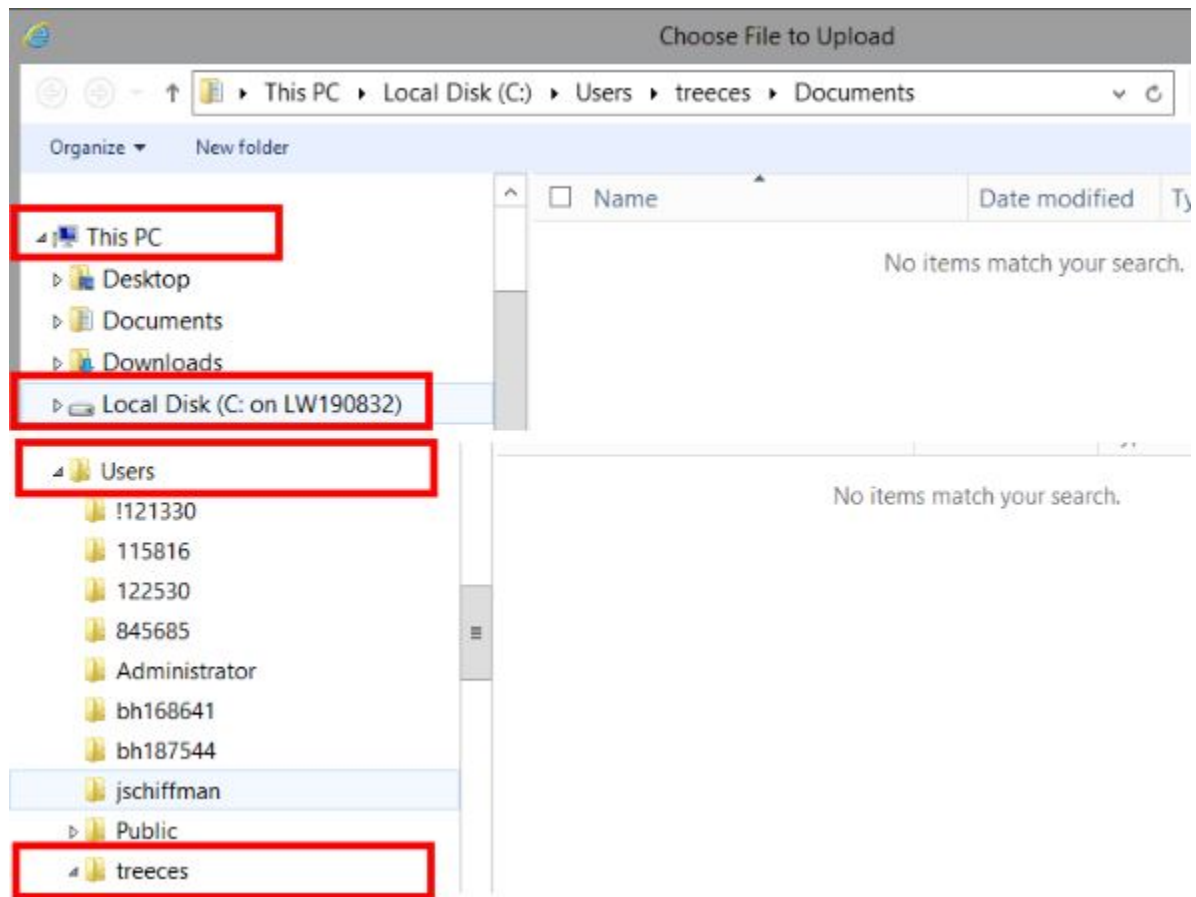 Choose File to Upload
This PC Local Disk (C:) Users treeces Documents
Organize New folder
Name Date modified Ty
No items match your search.
This PC
Desktop
Documents
Downloads
Local Disk (C: on LW190832)
Users
No items match your search.
!121330
115816
122530
845685
Administrator
bh168641
bh187544
jschiffman
Public
treeces